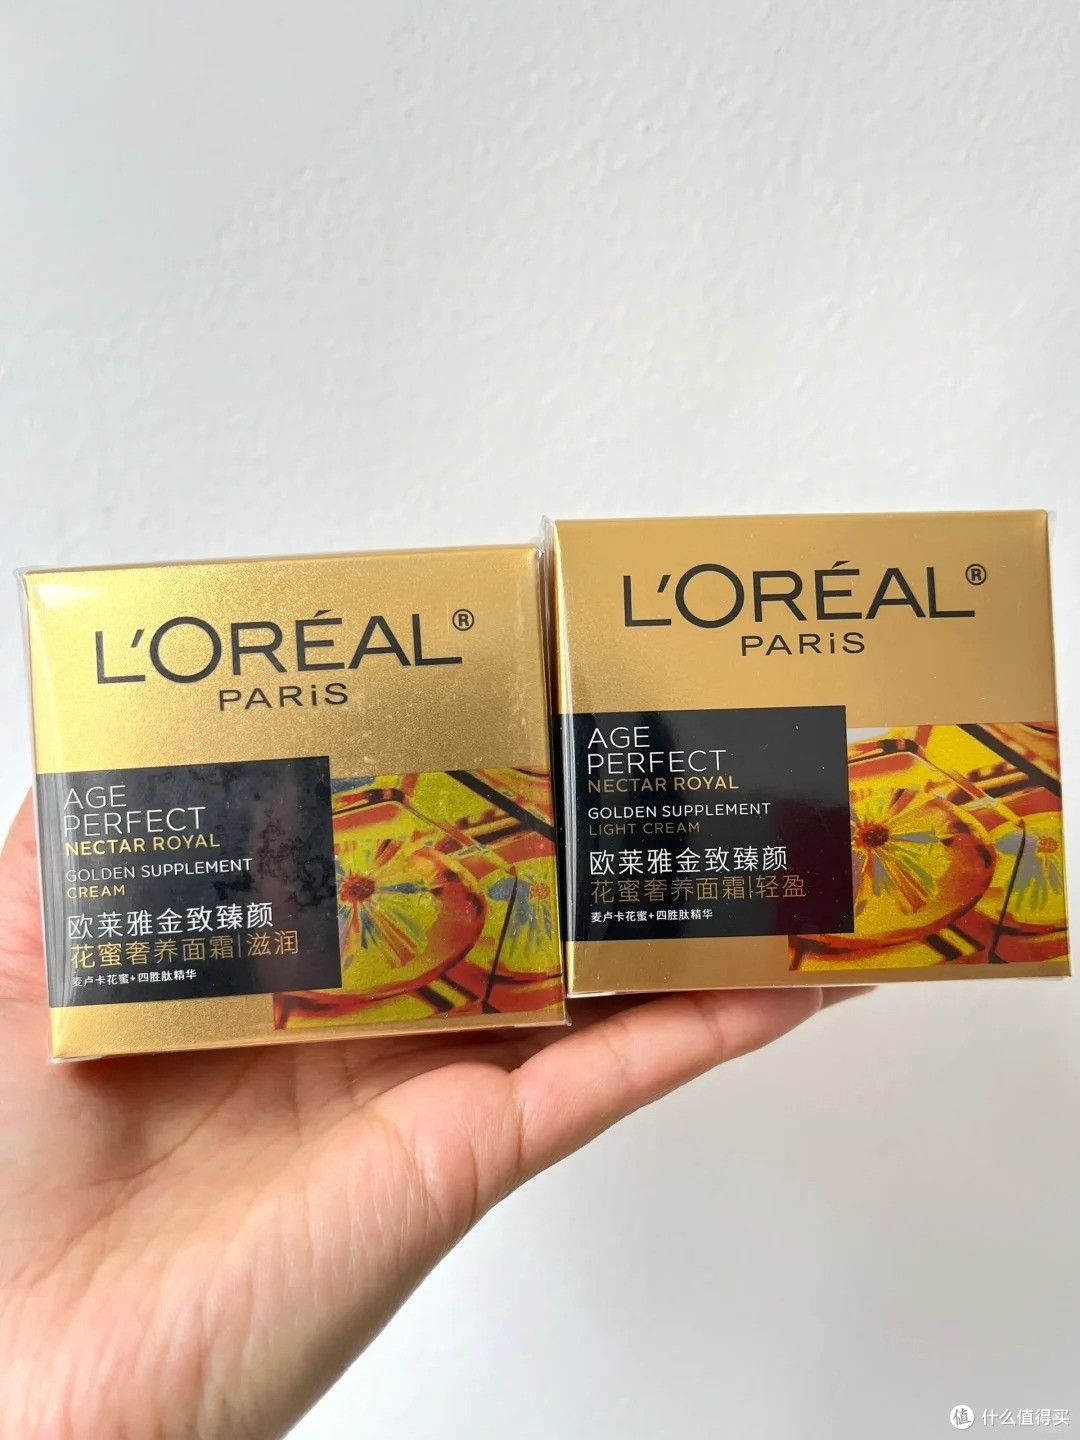 L'ORÉAL®
PARiS
AGE
PERFECT
NECTAR ROYAL
GOLDEN SUPPLEMENT
CREAM
欧莱雅金致臻颜
花蜜奢养面霜|滋润
麦卢卡花蜜+四胜肽精华
L'ORÉAL®
PARiS
AGE
PERFECT
NECTAR ROYAL
GOLDEN SUPPLEMENT
LIGHT CREAM
欧莱雅金致臻颜
花蜜奢养面霜|轻盈
麦卢卡花蜜+四胜肽精华
值 什么值得买